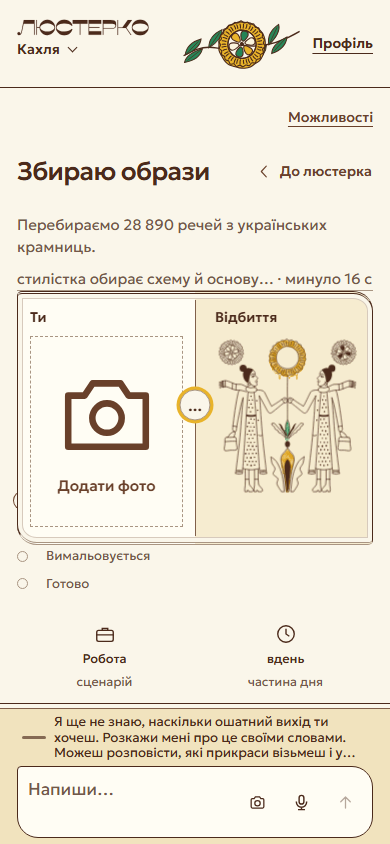 ЛЮСТЕРКО
Кахля
Профіль
Можливості
Збираю образи
До люстерка
Перебираємо 28 890 речей з українських
крамниць.
стилістка обирає схему й основу… · минуло 16 с
Ти
Відбиття
...
Додати фото
Вимальовується
Готово
Робота
сценарій
вдень
частина дня
Я ще не знаю, наскільки ошатний вихід ти
хочеш. Розкажи мені про це своїми словами.
Можеш розповісти, які прикраси візьмеш і у…
Напиши…